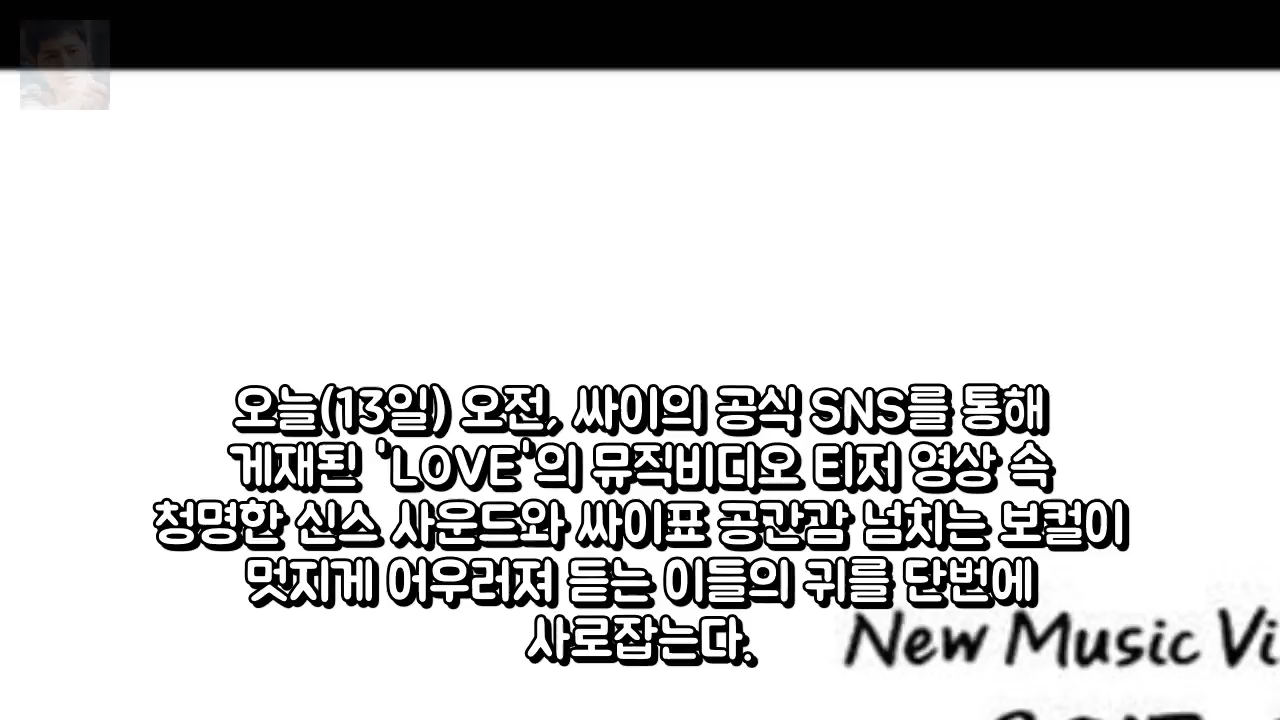 오늘(13일) 오전, 싸이의 공식 SNS를 통해
게재된 'LOVE'의 뮤직비디오 티저 영상 속
청명한 신스 사운드와 싸이표 공간감 넘치는 보컬이
멋지게 어우러져 듣는 이들의 귀를 단번에
사로잡는다.
New Music Vi